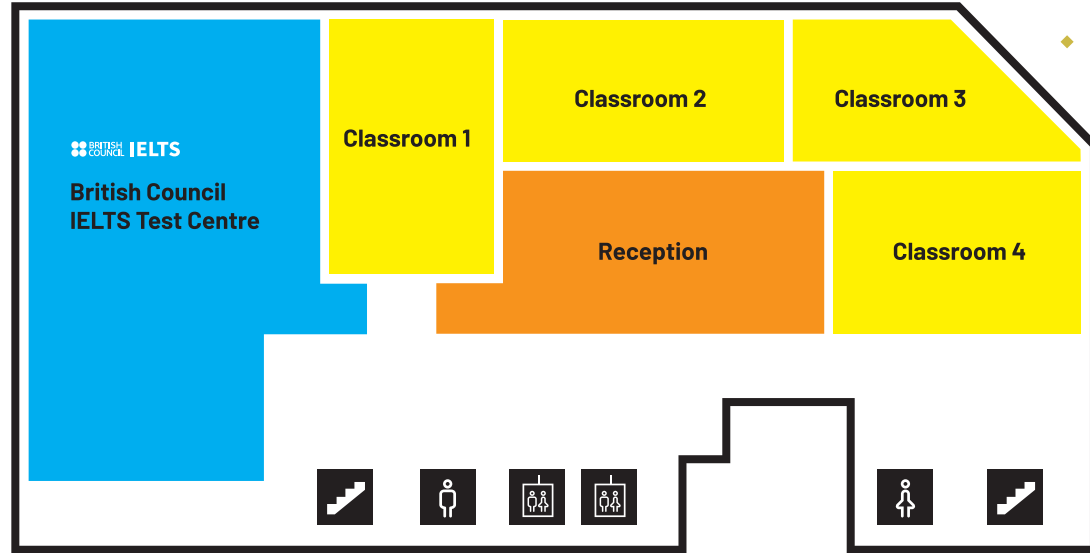 BRITISH
COUNCIL
IELTS
British Council
IELTS Test Centre
Classroom 1
Classroom 2
Classroom 3
Reception
Classroom 4